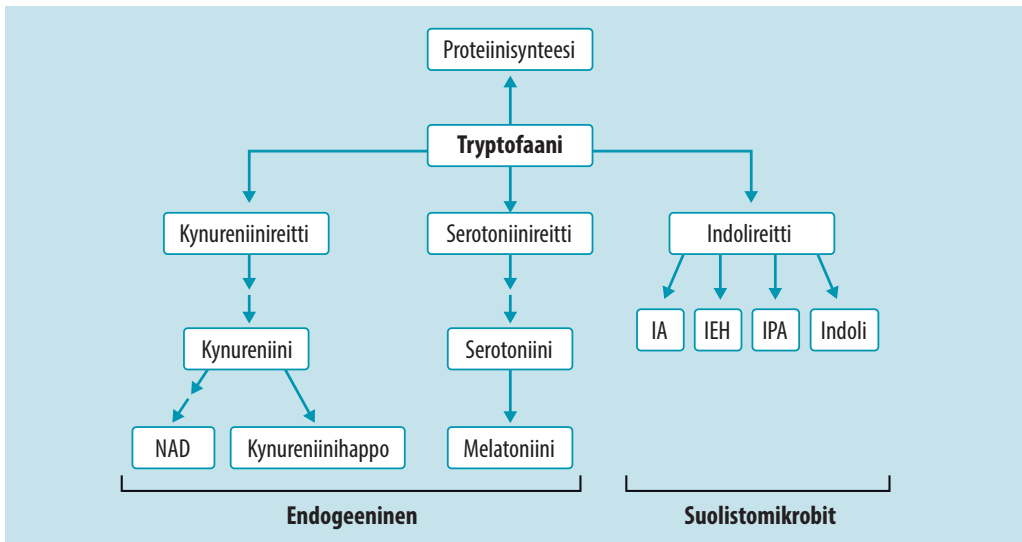 Proteiinisynteesi
Tryptofaani
Kynureniinireitti
Serotoniinireitti
Indolireitti
IA
IEH
IPA
Indoli
Kynureniini
Serotoniini
NAD
Kynureniinihappo
Melatoniini
Endogeeninen
Suolistomikrobit